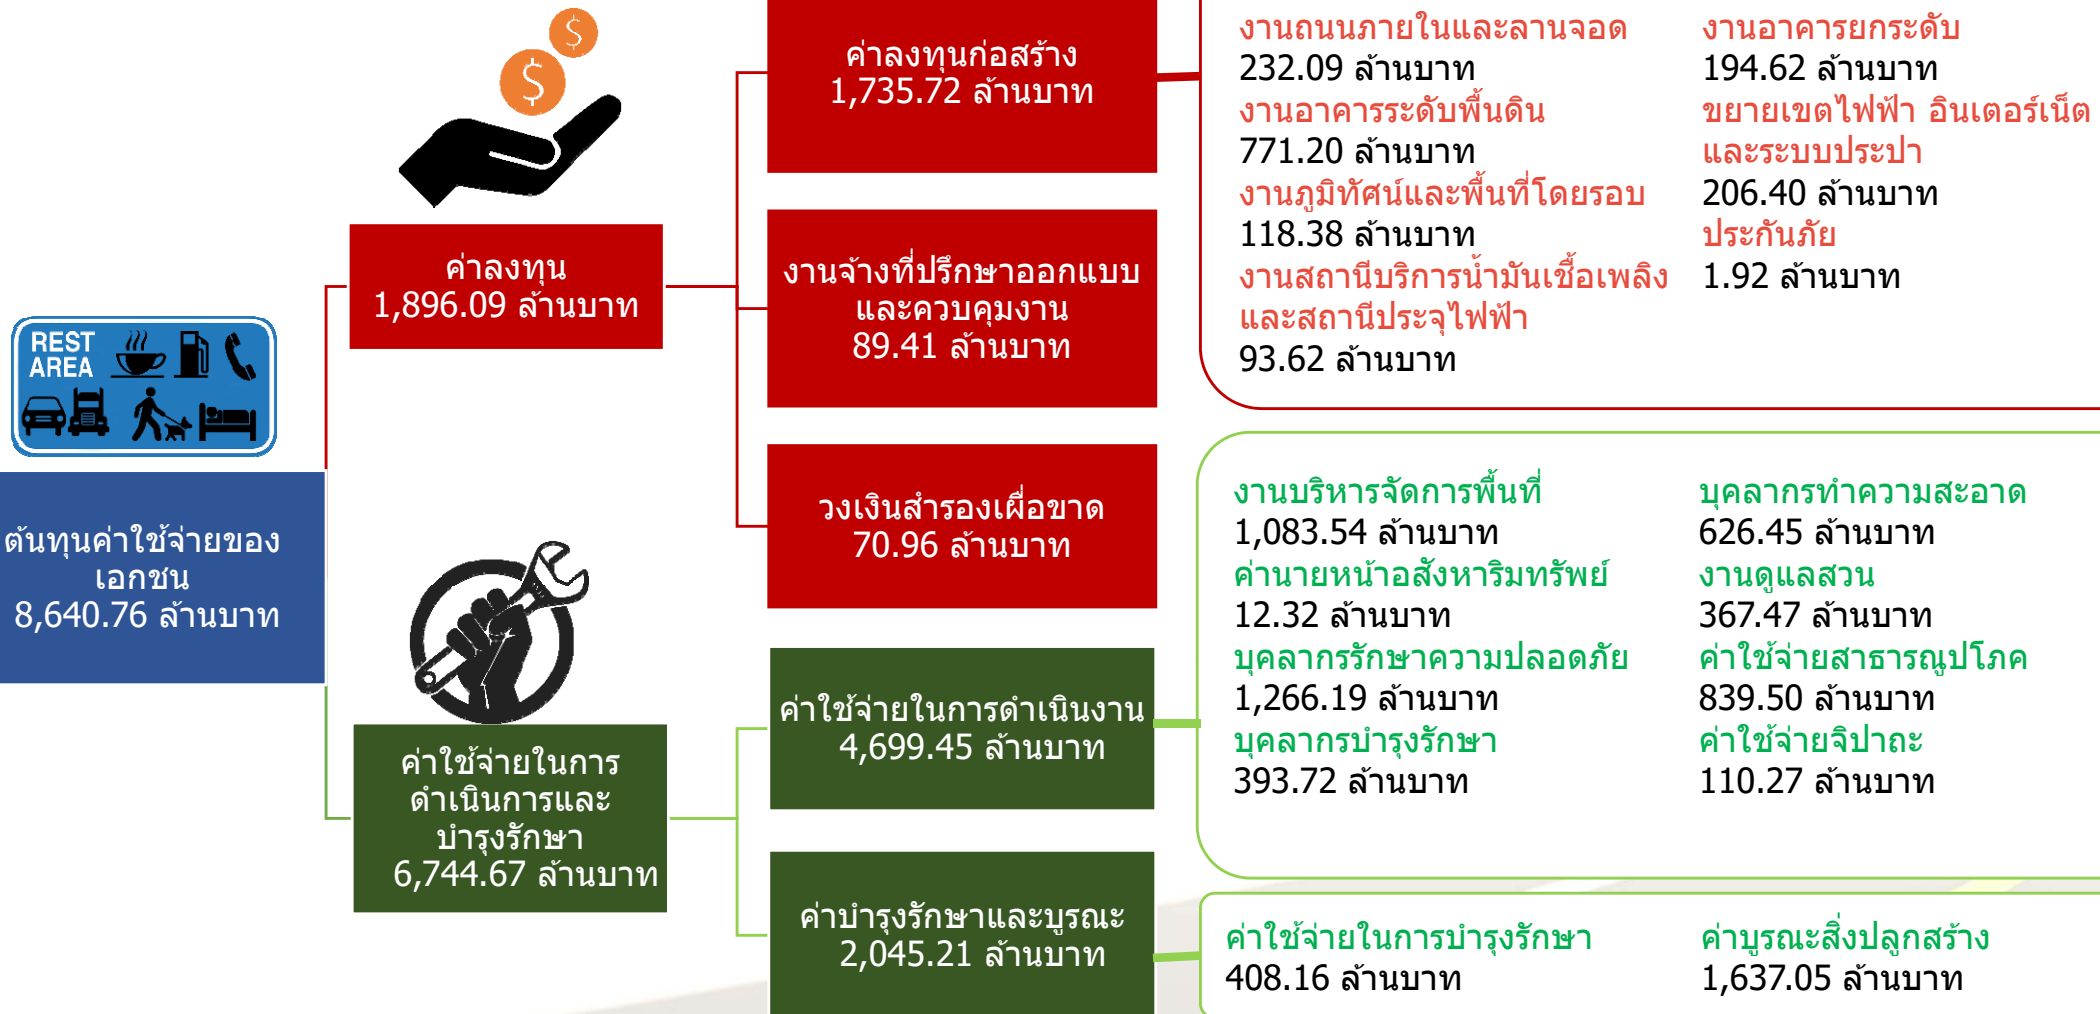 REST
AREA
ต้นทุนค่าใช้จ่ายของ
เอกชน
8,640.76 ล้านบาท
ค่าลงทุน
1,896.09 ล้านบาท
ค่าใช้จ่ายในการ
ดำเนินการและ
บำรุงรักษา
6,744.67 ล้านบาท
ค่าลงทุนก่อสร้าง
1,735.72 ล้านบาท
งานจ้างที่ปรึกษาออกแบบ
และควบคุมงาน
89.41 ล้านบาท
วงเงินสำรองเผื่อขาด
70.96 ล้านบาท
ค่าใช้จ่ายในการดำเนินงาน
4,699.45 ล้านบาท
ค่าบำรุงรักษาและบูรณะ
2,045.21 ล้านบาท
งานถนนภายในและลานจอด
232.09 ล้านบาท
งานอาคารระดับพื้นดิน
771.20 ล้านบาท
งานภูมิทัศน์และพื้นที่โดยรอบ
118.38 ล้านบาท
งานสถานีบริการน้ำมันเชื้อเพลิง
และสถานีประจุไฟฟ้า
93.62 ล้านบาท
งานอาคารยกระดับ
194.62 ล้านบาท
ขยายเขตไฟฟ้า อินเตอร์เน็ต
และระบบประปา
206.40 ล้านบาท
ประกันภัย
1.92 ล้านบาท
งานบริหารจัดการพื้นที่
1,083.54 ล้านบาท
ค่านายหน้าอสังหาริมทรัพย์
12.32 ล้านบาท
บุคลากรรักษาความปลอดภัย
1,266.19 ล้านบาท
บุคลากรบำรุงรักษา
393.72 ล้านบาท
บุคลากรทำความสะอาด
626.45 ล้านบาท
งานดูแลสวน
367.47 ล้านบาท
ค่าใช้จ่ายสาธารณูปโภค
839.50 ล้านบาท
ค่าใช้จ่ายจิปาถะ
110.27 ล้านบาท
ค่าใช้จ่ายในการบำรุงรักษา
408.16 ล้านบาท
ค่าบูรณะสิ่งปลูกสร้าง
1,637.05 ล้านบาท